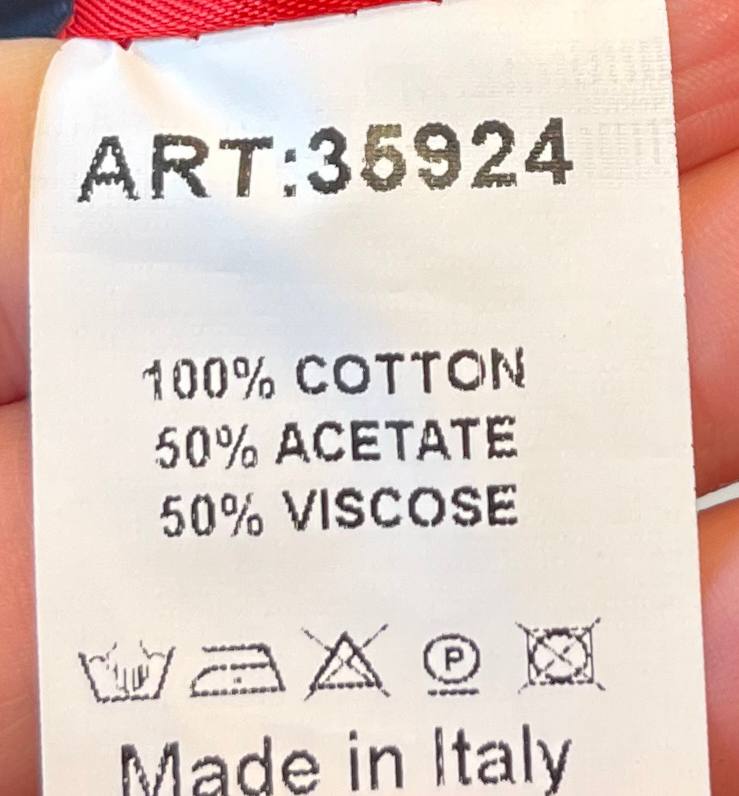 ART:35924
100% COTTON
50% ACETATE
50% VISCOSE
P
Made in Italy